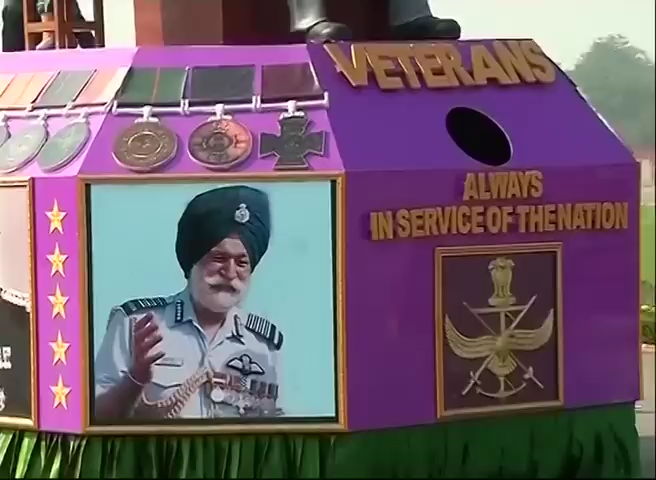 VETERANS
ALWAYS
IN SERVICE OF THE NATION